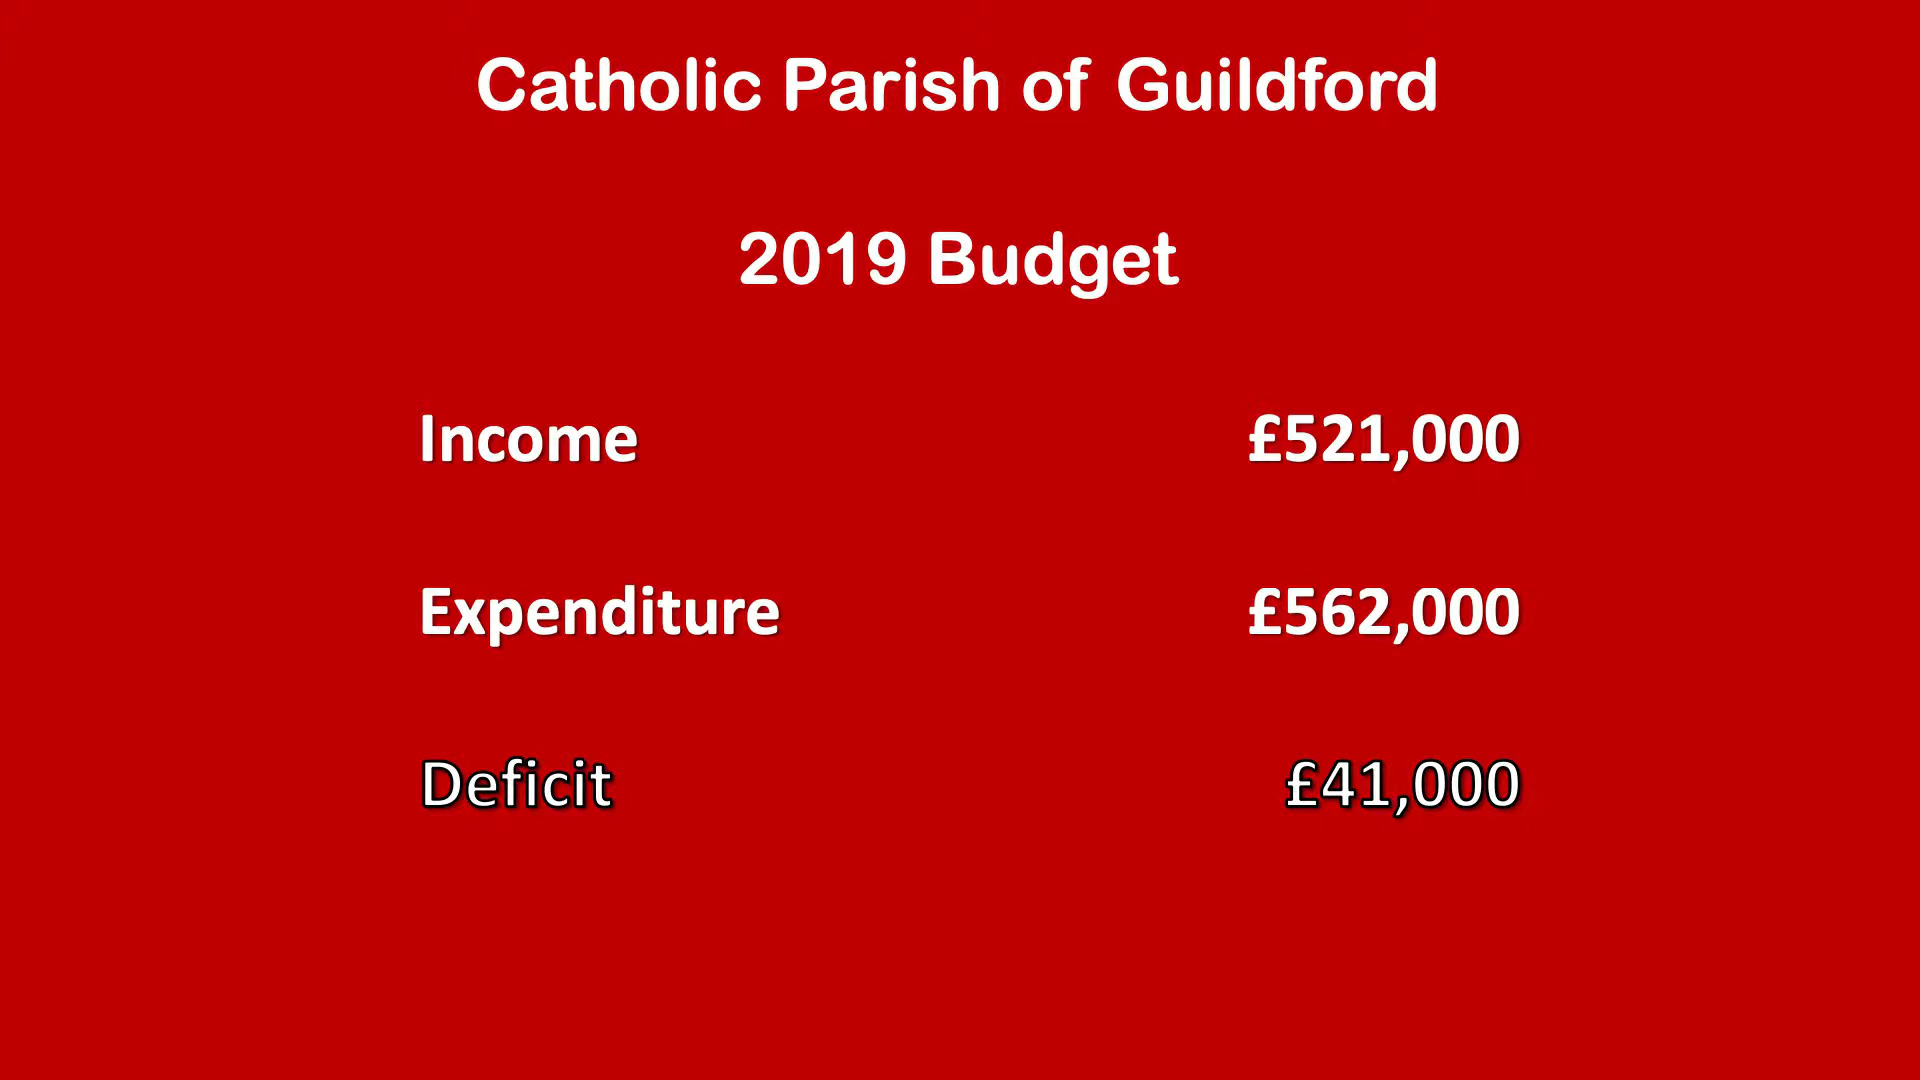 Catholic Parish of Guildford
2019 Budget
Income £521,000
Expenditure £562,000
Deficit £41,000